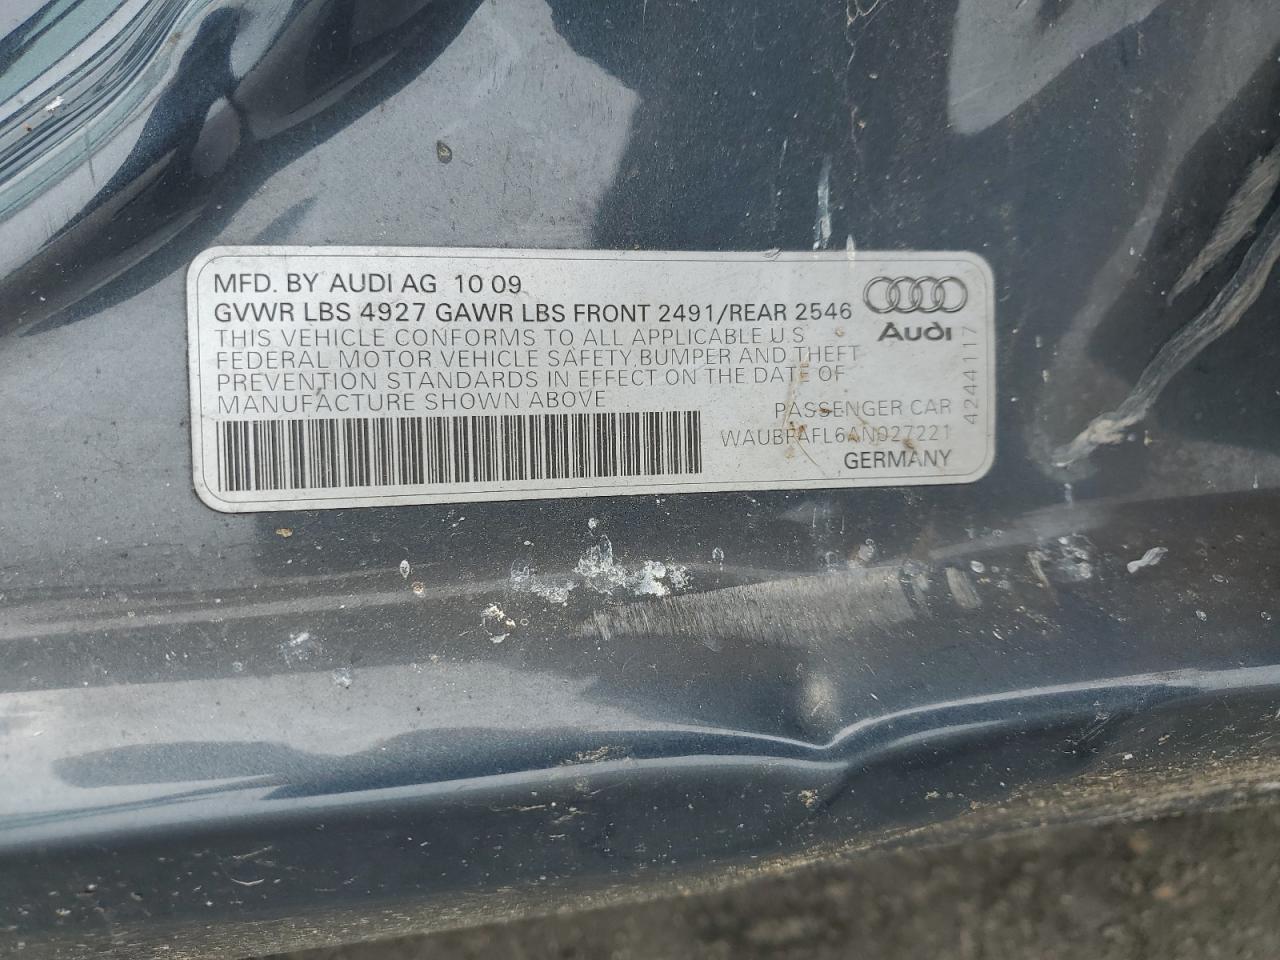 MFD. BY AUDI AG 10 09
GVWR LBS 4927 GAWR LBS FRONT 2491/REAR 2546
THIS VEHICLE CONFORMS TO ALL APPLICABLE U.S
FEDERAL MOTOR VEHICLE SAFETY, BUMPER AND THEFT
PREVENTION STANDARDS IN EFFECT ON THE DATE OF
MANUFACTURE SHOWN ABOVE
Audi
PASSENGER CAR
WAUBFAFL6AN027221
GERMANY
4244117